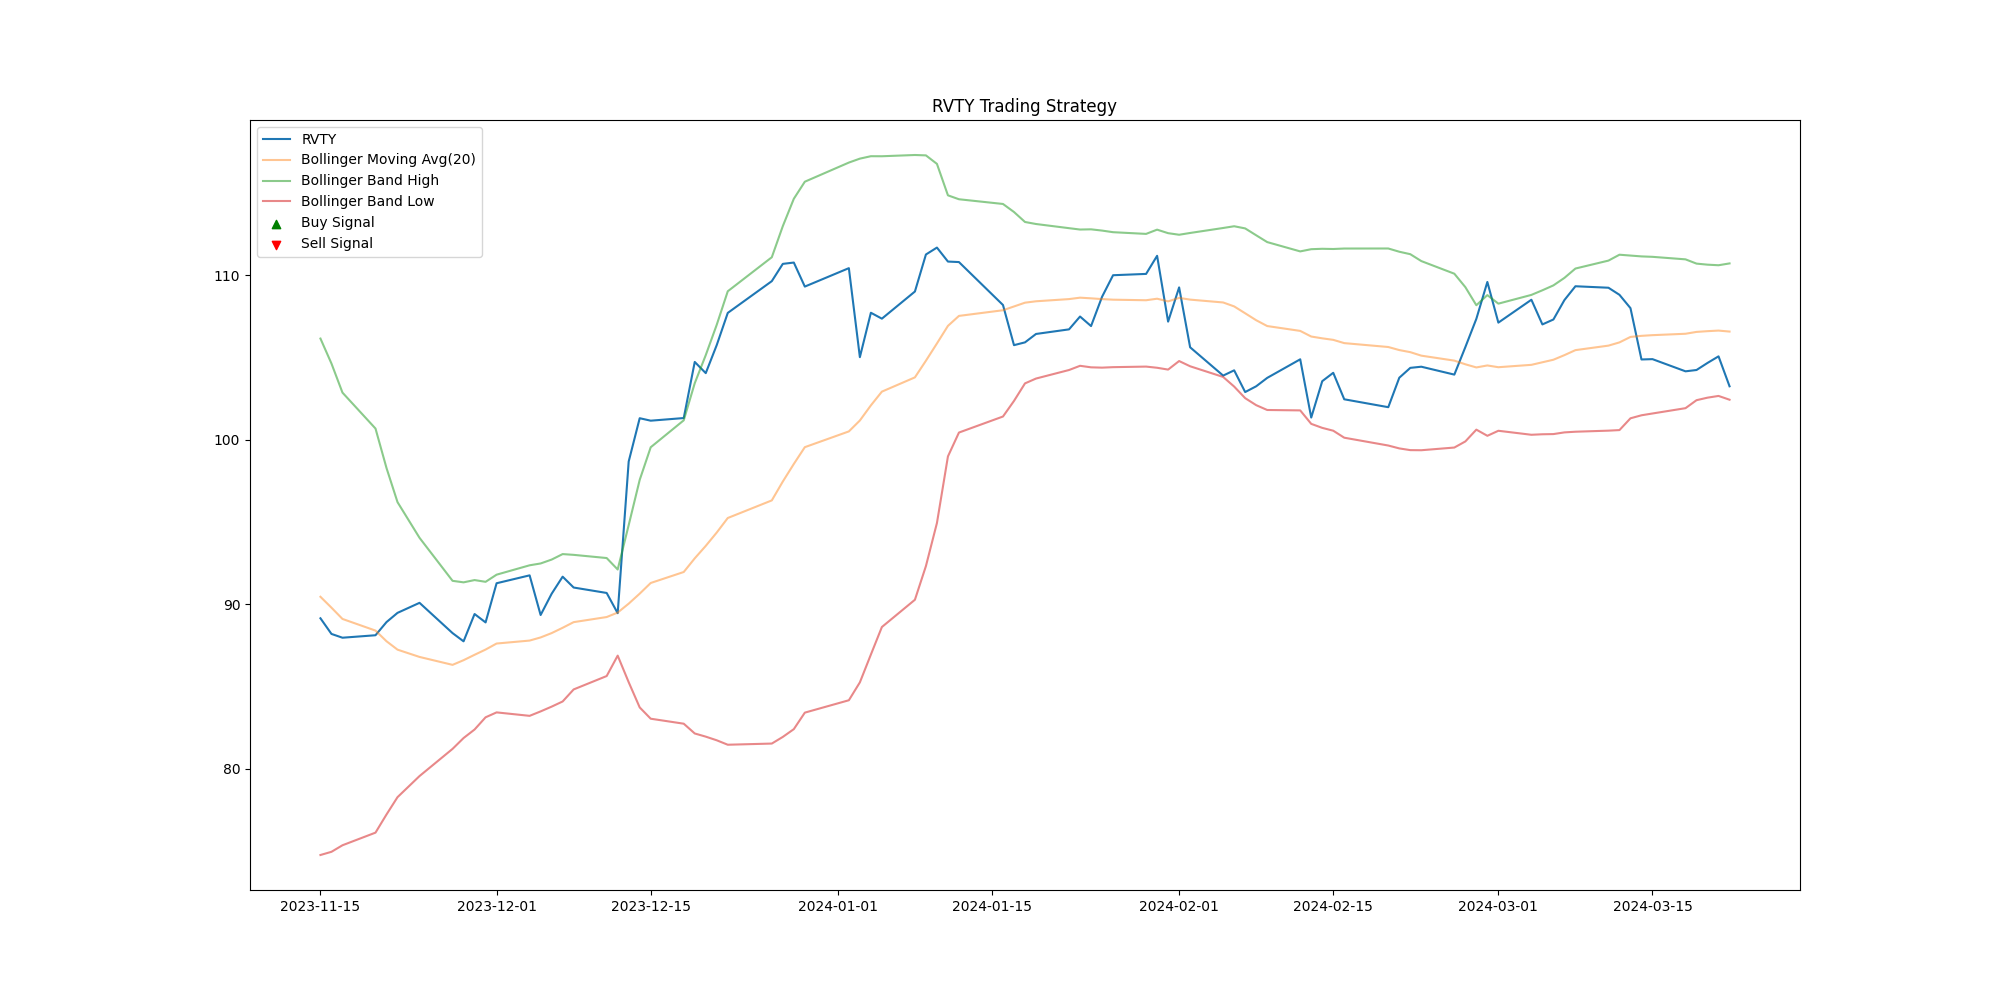 RVTY Trading Strategy
RVTY
Bollinger Moving Avg(20)
Bollinger Band High
Bollinger Band Low
Buy Signal
Sell Signal
110
100
90
80
2023-11-15 2023-12-01 2023-12-15 2024-01-01 2024-01-15 2024-02-01 2024-02-15 2024-03-01 2024-03-15